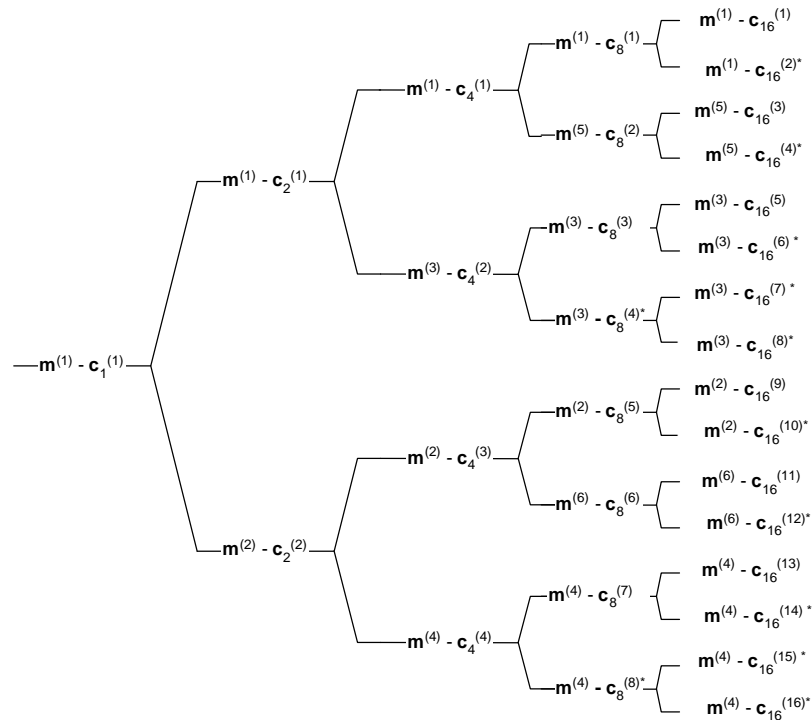 m(1) - c1(1)
m(1) - c2(1)
m(2) - c2(2)
m(1) - c4(1)
m(3) - c4(2)
m(2) - c4(3)
m(4) - c4(4)
m(1) - c8(1)
m(5) - c8(2)
m(3) - c8(3)
m(3) - c8(4)*
m(2) - c8(5)
m(6) - c8(6)
m(4) - c8(7)
m(4) - c8(8)*
m(1) - c16(1)
m(1) - c16(2)*
m(5) - c16(3)
m(5) - c16(4)*
m(3) - c16(5)
m(3) - c16(6) *
m(3) - c16(7) *
m(3) - c16(8)*
m(2) - c16(9)
m(2) - c16(10)*
m(6) - c16(11)
m(6) - c16(12)*
m(4) - c16(13)
m(4) - c16(14) *
m(4) - c16(15) *
m(4) - c16(16)*